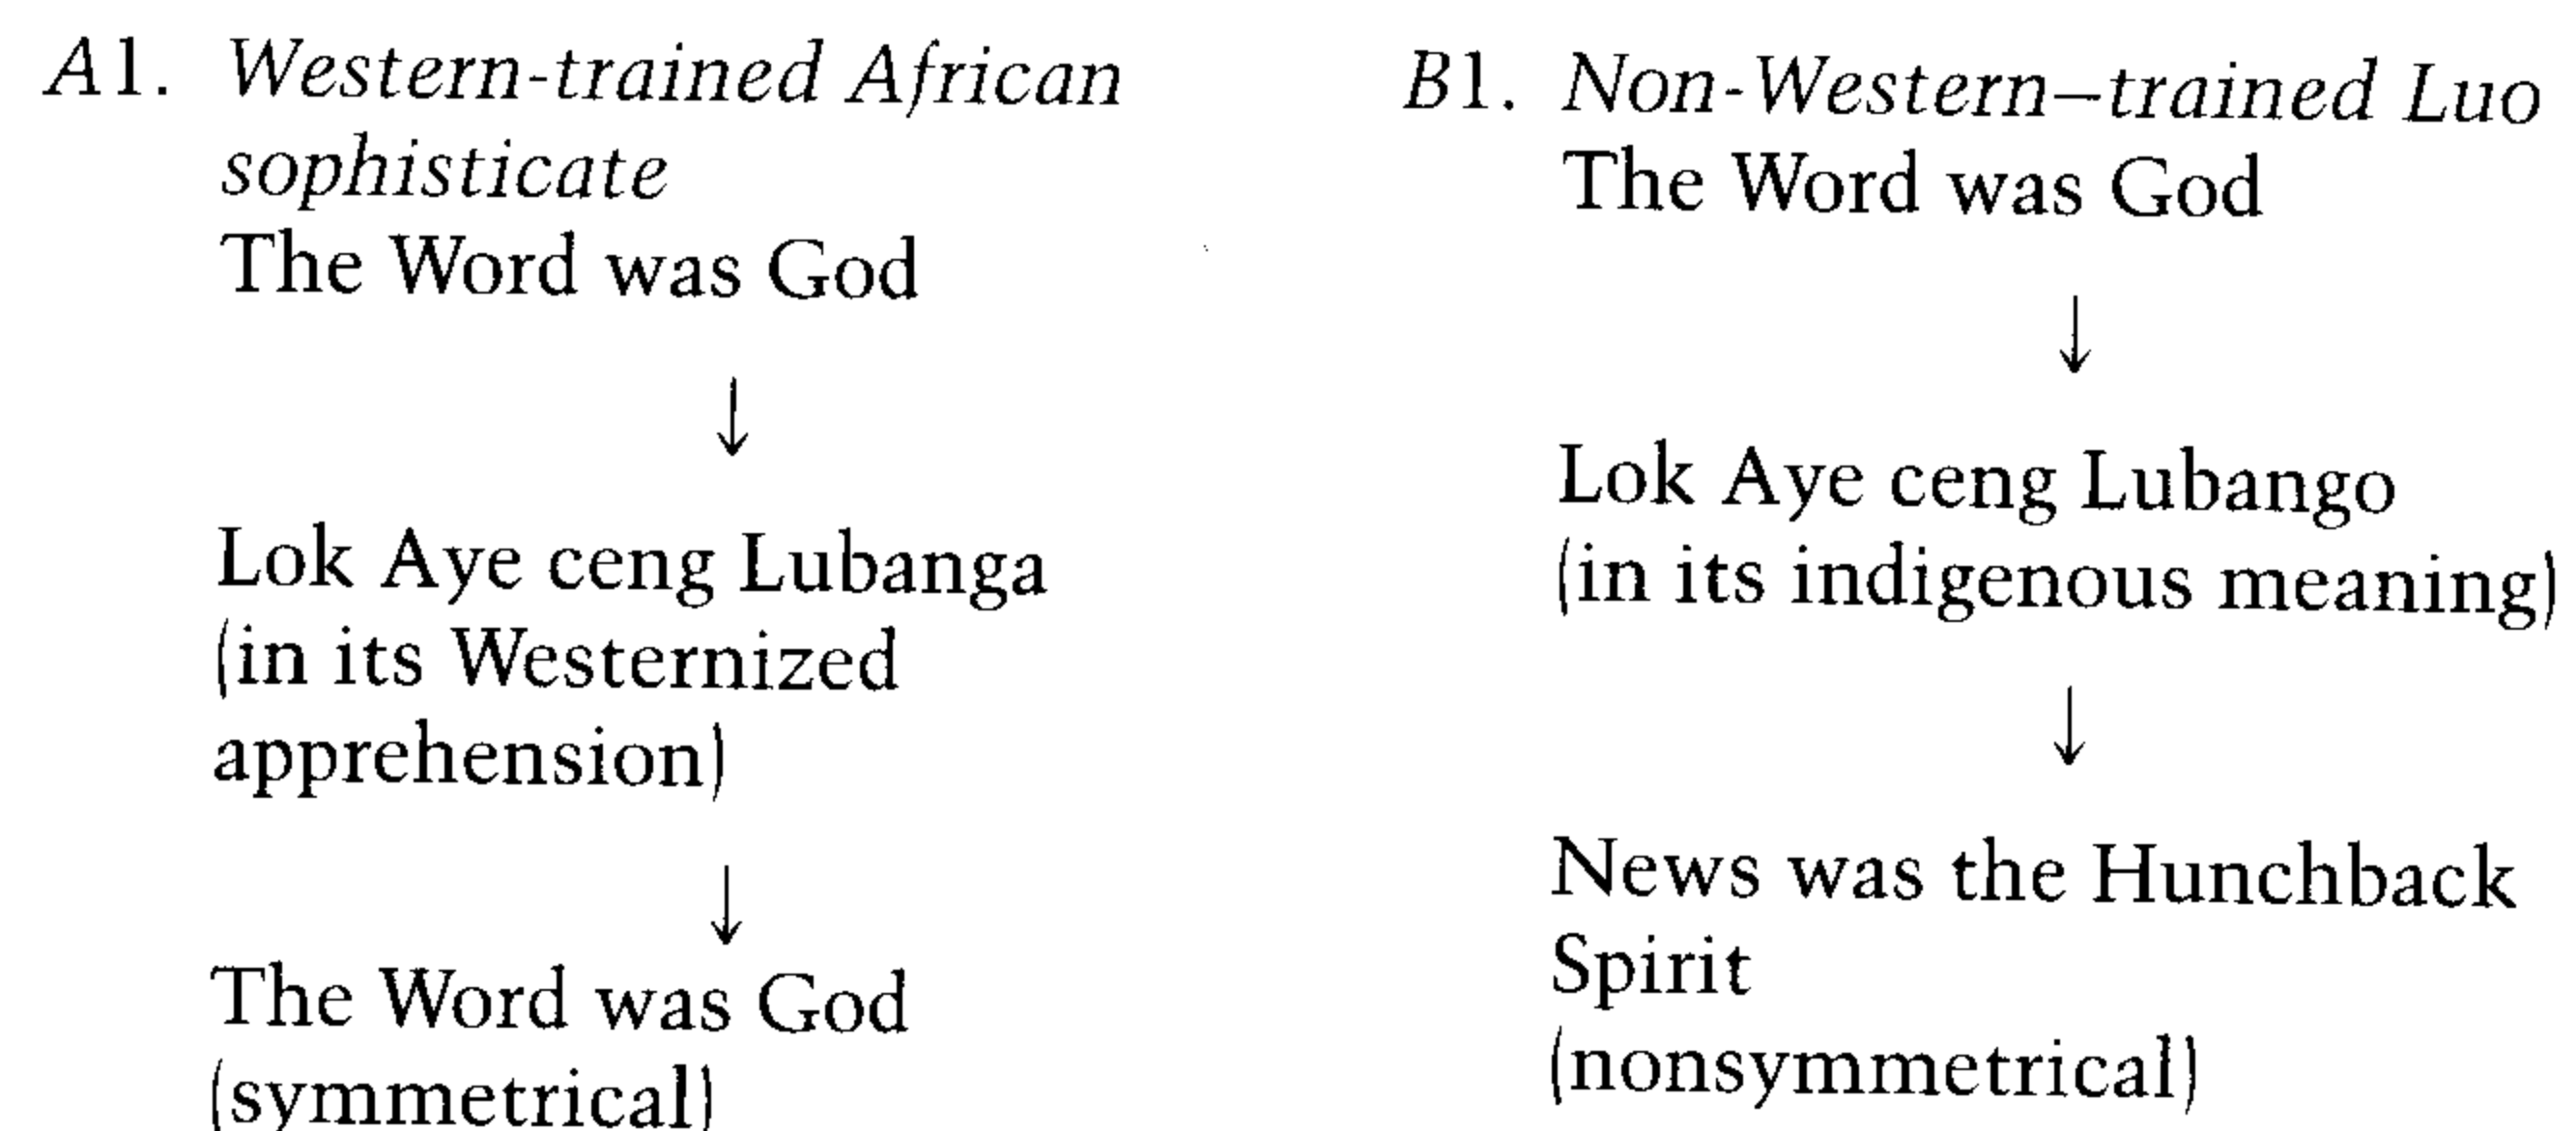 A1. Western-trained African
sophisticate
The Word was God
↓
Lok Aye ceng Lubanga
(in its Westernized
apprehension)
↓
The Word was God
(symmetrical)
B1. Non-Western–trained Luo
The Word was God
↓
Lok Aye ceng Lubango
(in its indigenous meaning)
↓
News was the Hunchback
Spirit
(nonsymmetrical)